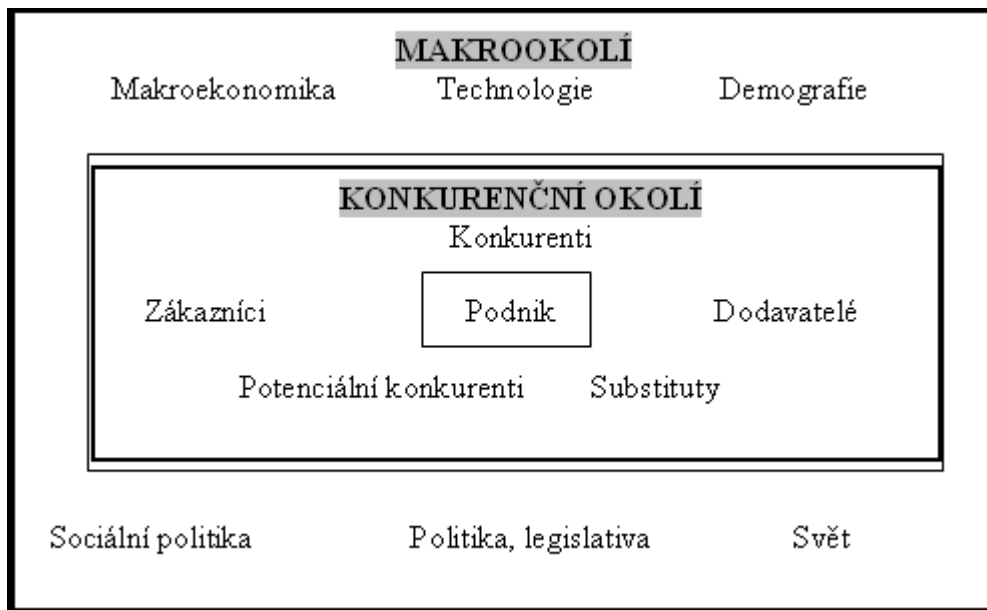 MAKROOKOLÍ
Makroekonomika Technologie Demografie
KONKURENČNÍ OKOLÍ
Konkurenti
Zákazníci Podnik Dodavatelé
Potenciální konkurenti Substituty
Sociální politika Politika, legislativa Svět